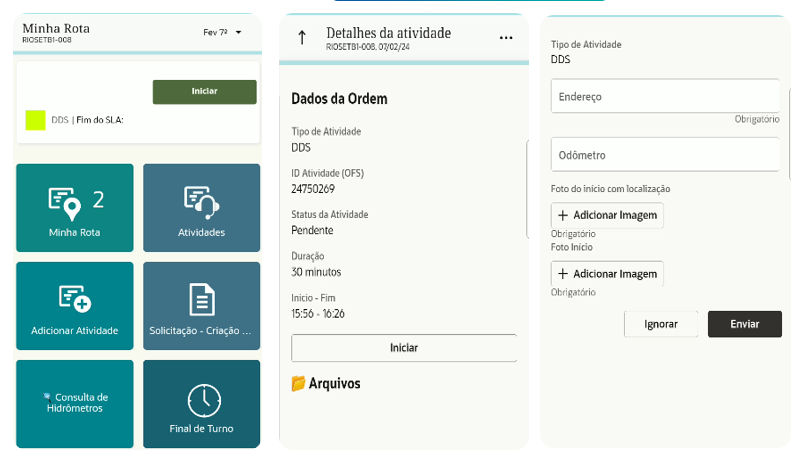 Minha Rota
RIOSETB1-008
Fev 7ª
Iniciar
DDS | Fim do SLA:
2
Minha Rota
Atividades
Adicionar Atividade
Solicitação - Criação ...
Consulta de
Hidrômetros
Final de Turno
Detalhes da atividade
RIOSETB1-008, 07/02/24
Dados da Ordem
Tipo de Atividade
DDS
ID Atividade (OFS)
24750269
Status da Atividade
Pendente
Duração
30 minutos
Início - Fim
15:56 - 16:26
Iniciar
Arquivos
Tipo de Atividade
DDS
Endereço
Obrigatório
Odômetro
Foto do início com localização
+ Adicionar Imagem
Obrigatório
Foto Início
+ Adicionar Imagem
Obrigatório
Ignorar
Enviar